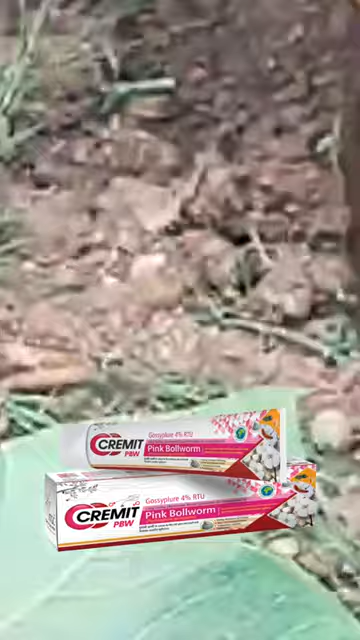 Gossyplure 4% RTU
CREMIT
PBW
Pink Bollworm
Gossyplure 4% RTU
CREMIT
PBW
Pink Bollworm